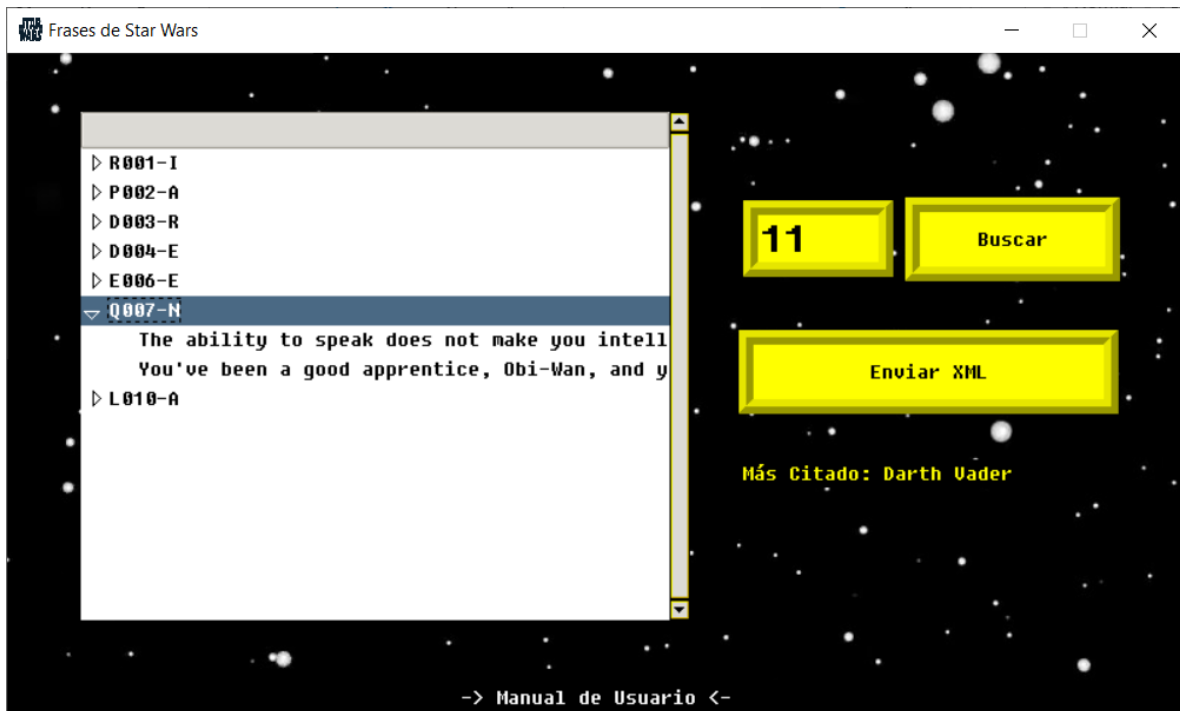 STAR WARS Frases de Star Wars
R001-I
P002-A
D003-R
D004-E
E006-E
Q007-N
The ability to speak does not make you intell
You've been a good apprentice, Obi-Wan, and y
L010-A
11
Buscar
Enviar XML
Más Citado: Darth Vader
-> Manual de Usuario <-